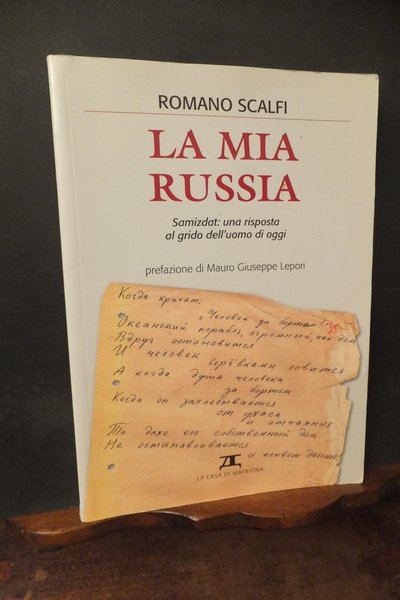 ROMANO SCALFI
LA MIA
RUSSIA
Samizdat: una risposta
al grido dell'uomo di oggi
prefazione di Mauro Giuseppe Lepori
Когда кричат:
"Человек за бортом!"
Океанский корабль, огромный, как дом
Вдруг остановится
И человек верёвками ловится
А когда душа человека
за бортом
Когда он захлебывается
от ужаса
и отчаяния
То даже его собственный дом
Не останавливается
и плывет дальше!
LA CASA DI MATRIONA